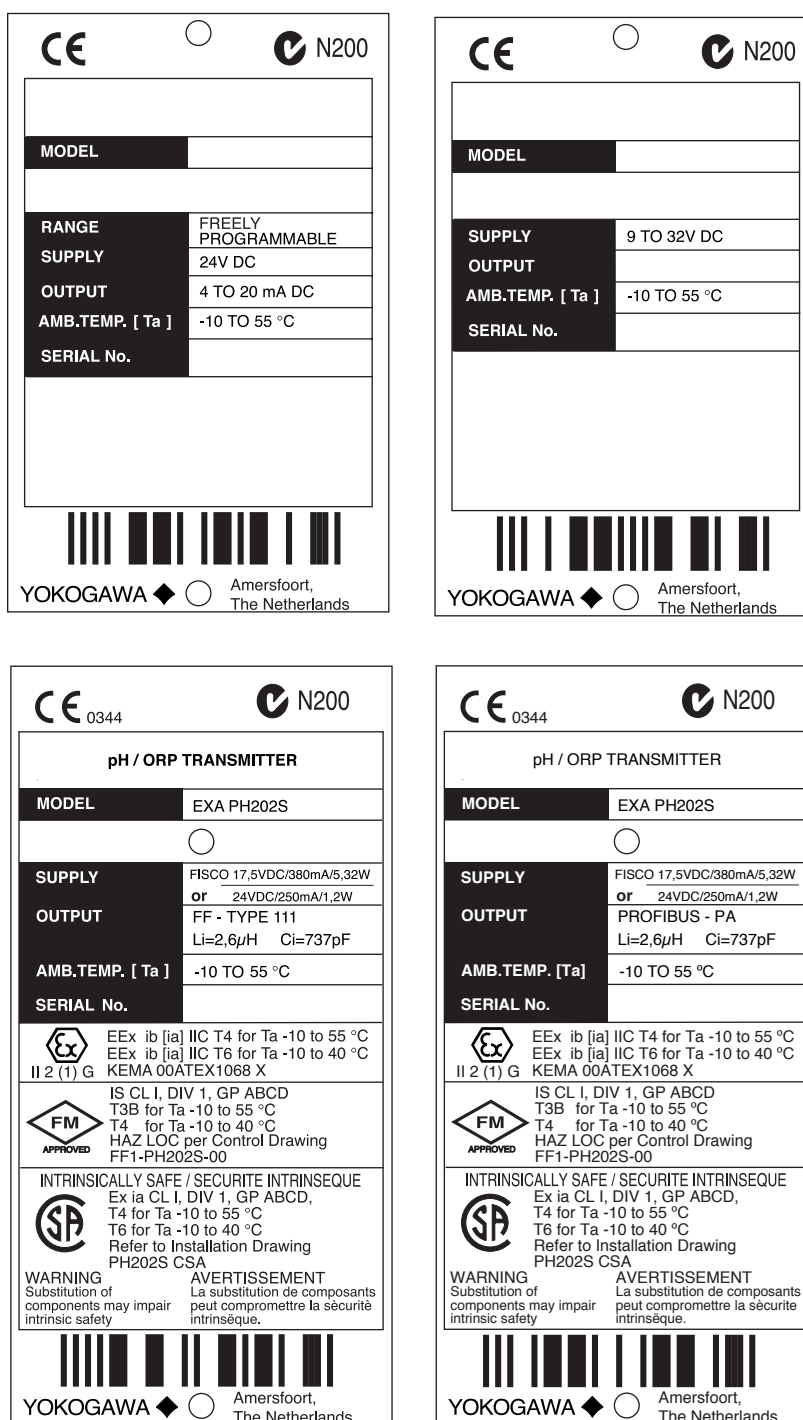 CE N200
MODEL
RANGE FREELY PROGRAMMABLE
SUPPLY 24V DC
OUTPUT 4 TO 20 mA DC
AMB.TEMP. [ Ta ] -10 TO 55 °C
SERIAL No.
YOKOGAWA Amersfoort,
The Netherlands
CE N200
MODEL
SUPPLY 9 TO 32V DC
OUTPUT
AMB.TEMP. [ Ta ] -10 TO 55 °C
SERIAL No.
YOKOGAWA Amersfoort,
The Netherlands
CE 0344 N200
pH / ORP TRANSMITTER
MODEL EXA PH202S
SUPPLY FISCO 17,5VDC/380mA/5,32W
or 24VDC/250mA/1,2W
OUTPUT FF - TYPE 111
Li=2,6µH Ci=737pF
AMB.TEMP. [ Ta ] -10 TO 55 °C
SERIAL No.
Ex EEx ib [ia] IIC T4 for Ta -10 to 55 °C
EEx ib [ia] IIC T6 for Ta -10 to 40 °C
II 2 (1) G KEMA 00ATEX1068 X
IS CL I, DIV 1, GP ABCD
T3B for Ta -10 to 55 °C
FM T4 for Ta -10 to 40 °C
APPROVED HAZ LOC per Control Drawing
FF1-PH202S-00
INTRINSICALLY SAFE / SECURITE INTRINSEQUE
Ex ia CL I, DIV 1, GP ABCD,
SA T4 for Ta -10 to 55 °C
T6 for Ta -10 to 40 °C
Refer to Installation Drawing
PH202S CSA
WARNING AVERTISSEMENT
Substitution of La substitution de composants
components may impair peut compromettre la sècuritè
intrinsic safety intrinsëque.
YOKOGAWA Amersfoort,
The Netherlands
CE 0344 N200
pH / ORP TRANSMITTER
MODEL EXA PH202S
SUPPLY FISCO 17,5VDC/380mA/5,32W
or 24VDC/250mA/1,2W
OUTPUT PROFIBUS - PA
Li=2,6µH Ci=737pF
AMB.TEMP. [Ta] -10 TO 55 ºC
SERIAL No.
Ex EEx ib [ia] IIC T4 for Ta -10 to 55 ºC
EEx ib [ia] IIC T6 for Ta -10 to 40 ºC
II 2 (1) G KEMA 00ATEX1068 X
IS CL I, DIV 1, GP ABCD
T3B for Ta -10 to 55 ºC
FM T4 for Ta -10 to 40 ºC
APPROVED HAZ LOC per Control Drawing
FF1-PH202S-00
INTRINSICALLY SAFE / SECURITE INTRINSEQUE
Ex ia CL I, DIV 1, GP ABCD,
SA T4 for Ta -10 to 55 ºC
T6 for Ta -10 to 40 ºC
Refer to Installation Drawing
PH202S CSA
WARNING AVERTISSEMENT
Substitution of La substitution de composants
components may impair peut compromettre la sècurite
intrinsic safety intrinsëque.
YOKOGAWA Amersfoort,
The Netherlands